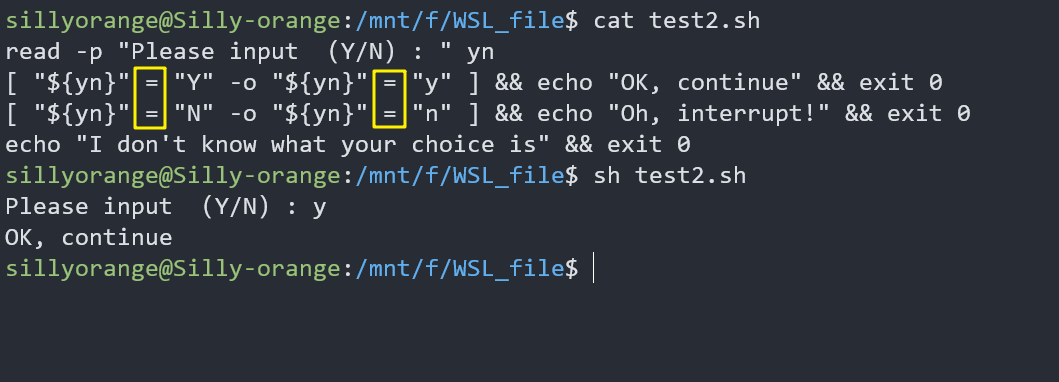 sillyorange@Silly-orange:/mnt/f/WSL_file$ cat test2.sh
read -p "Please input  (Y/N) : " yn
[ "${yn}" = "Y" -o "${yn}" = "y" ] && echo "OK, continue" && exit 0
[ "${yn}" = "N" -o "${yn}" = "n" ] && echo "Oh, interrupt!" && exit 0
echo "I don't know what your choice is" && exit 0
sillyorange@Silly-orange:/mnt/f/WSL_file$ sh test2.sh
Please input  (Y/N) : y
OK, continue
sillyorange@Silly-orange:/mnt/f/WSL_file$